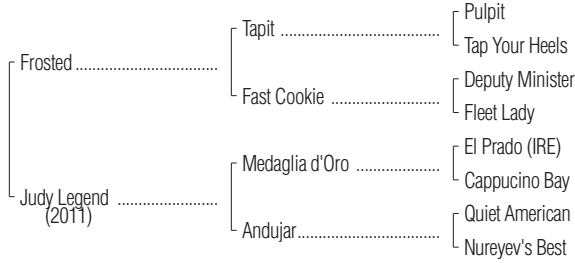 Pulpit
Tapit
Tap Your Heels
Frosted
Deputy Minister
Fast Cookie
Fleet Lady
El Prado (IRE)
Medaglia d'Oro
Cappucino Bay
Judy Legend
(2011)
Quiet American
Andujar
Nureyev's Best